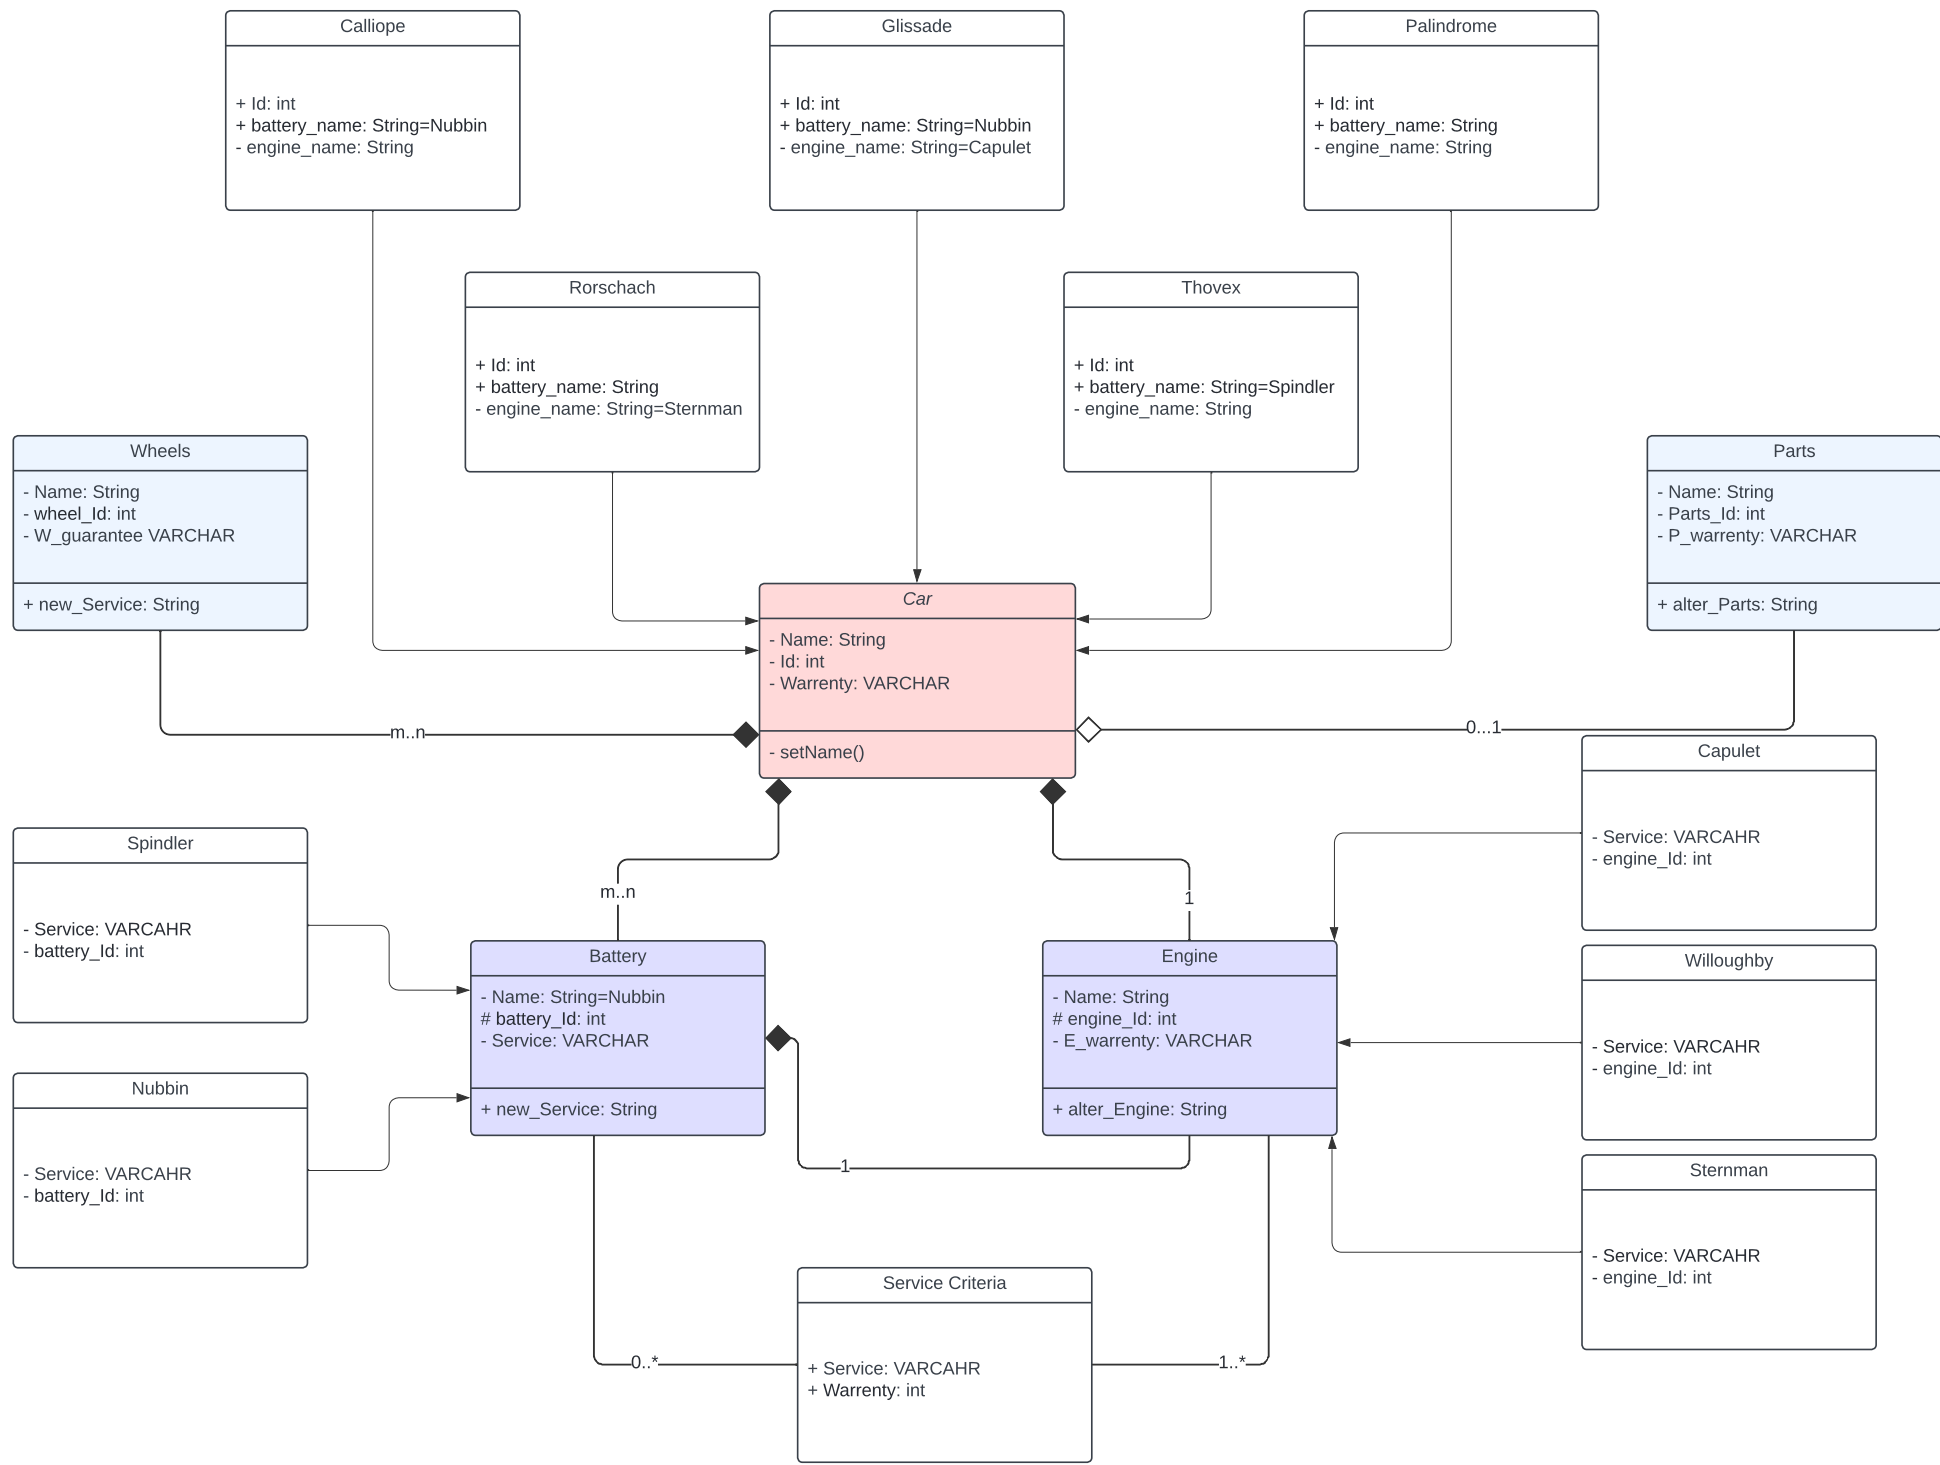 Calliope
+ Id: int
+ battery_name: String=Nubbin
- engine_name: String
Glissade
+ Id: int
+ battery_name: String=Nubbin
- engine_name: String=Capulet
Palindrome
+ Id: int
+ battery_name: String
- engine_name: String
Rorschach
+ Id: int
+ battery_name: String
- engine_name: String=Sternman
Thovex
+ Id: int
+ battery_name: String=Spindler
- engine_name: String
Wheels
- Name: String
- wheel_Id: int
- W_guarantee VARCHAR
+ new_Service: String
Parts
- Name: String
- Parts_Id: int
- P_warrenty: VARCHAR
+ alter_Parts: String
Car
- Name: String
- Id: int
- Warrenty: VARCHAR
- setName()
m..n
0...1
Capulet
- Service: VARCAHR
- engine_Id: int
Spindler
- Service: VARCAHR
- battery_Id: int
m..n
1
Battery
- Name: String=Nubbin
# battery_Id: int
- Service: VARCHAR
+ new_Service: String
Engine
- Name: String
# engine_Id: int
- E_warrenty: VARCHAR
+ alter_Engine: String
Willoughby
- Service: VARCAHR
- engine_Id: int
Nubbin
- Service: VARCAHR
- battery_Id: int
1
Sternman
- Service: VARCAHR
- engine_Id: int
Service Criteria
+ Service: VARCAHR
+ Warrenty: int
0..*
1..*